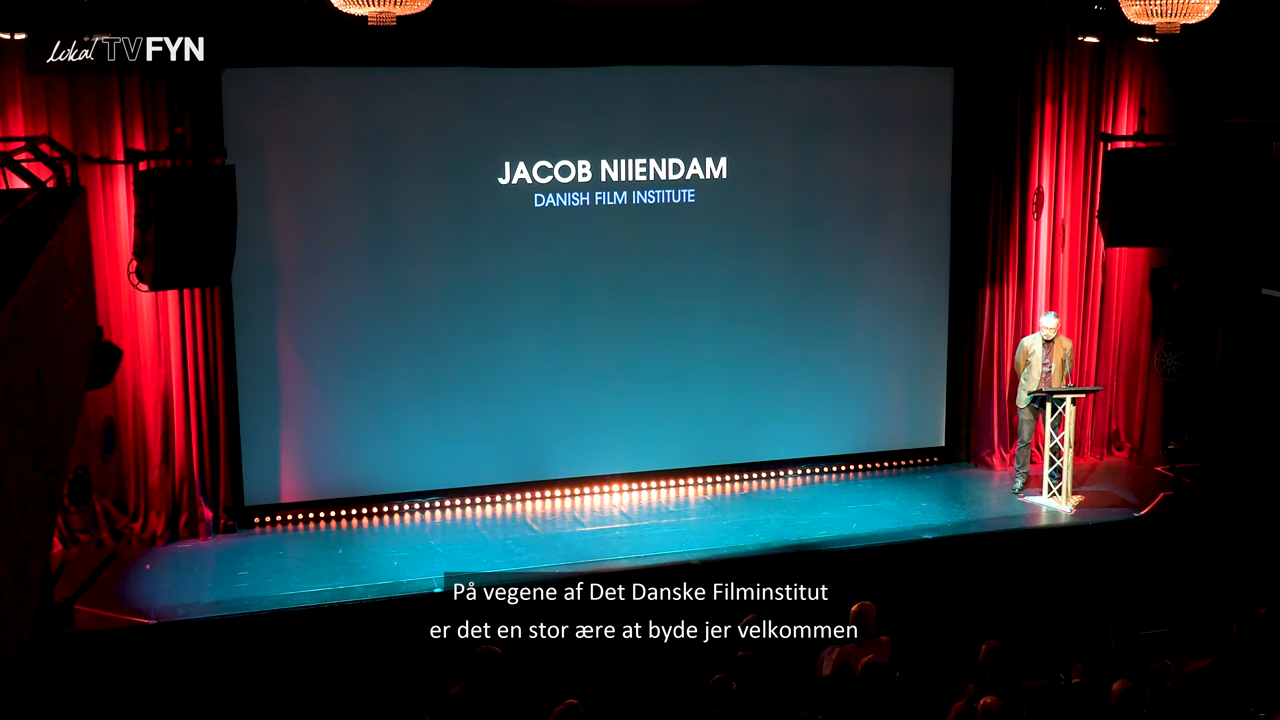 lokal TV FYN
JACOB NIIENDAM
DANISH FILM INSTITUTE
På vegene af Det Danske Filminstitut
er det en stor ære at byde jer velkommen